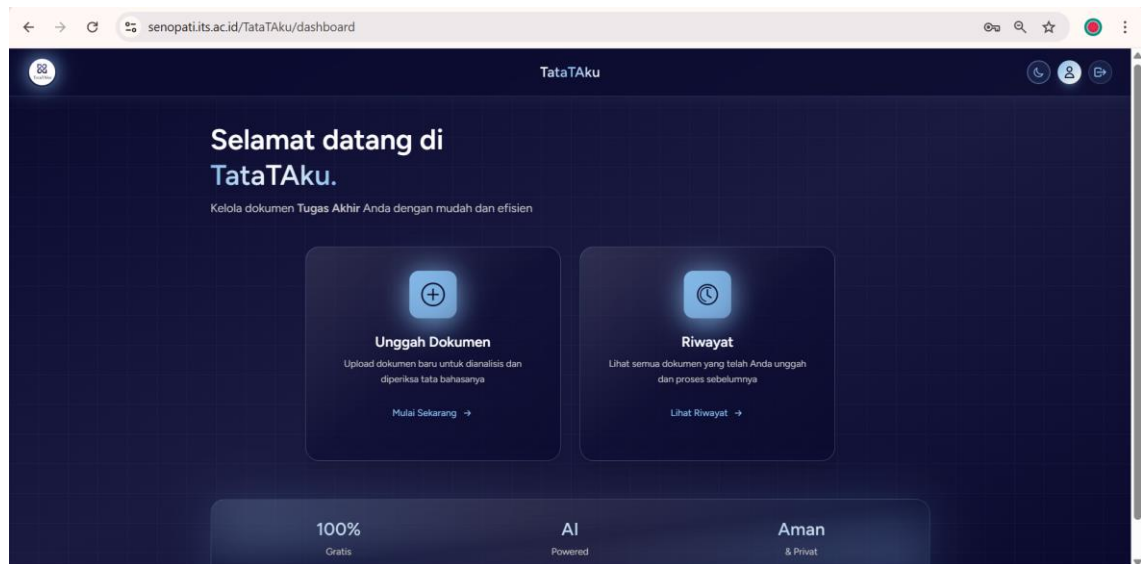 senopati.its.ac.id/TataTAku/dashboard
TataTAku
Selamat datang di
TataTAku.
Kelola dokumen Tugas Akhir Anda dengan mudah dan efisien
Unggah Dokumen
Upload dokumen baru untuk dianalisis dan
diperiksa tata bahasanya
Mulai Sekarang →
Riwayat
Lihat semua dokumen yang telah Anda unggah
dan proses sebelumnya
Lihat Riwayat →
100%
Gratis
AI
Powered
Aman
& Privat